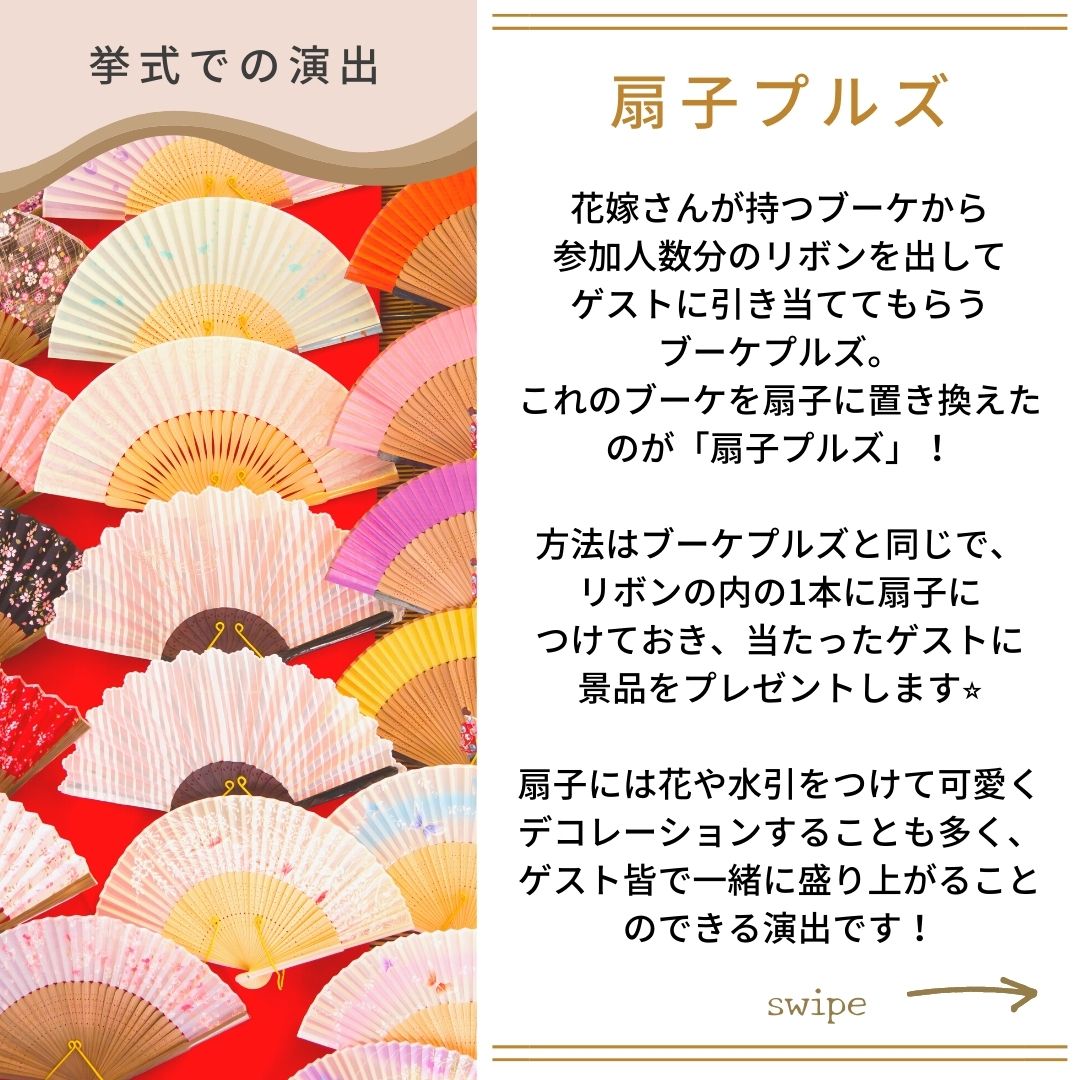 挙式での演出
扇子プルズ
花嫁さんが持つブーケから
参加人数分のリボンを出して
ゲストに引き当ててもらう
ブーケプルズ。
これのブーケを扇子に置き換えた
のが「扇子プルズ」！
方法はブーケプルズと同じで、
リボンの内の1本に扇子に
つけておき、当たったゲストに
景品をプレゼントします☆
扇子には花や水引をつけて可愛く
デコレーションすることも多く、
ゲスト皆で一緒に盛り上がること
のできる演出です！
swipe